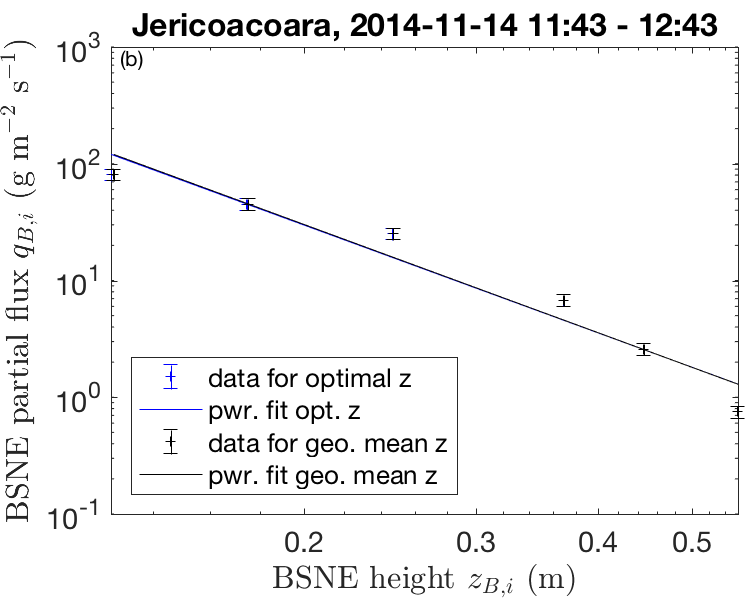 Jericoacoara, 2014-11-14 11:43 - 12:43
(b)
BSNE partial flux q_{B,i} (g m^{−2} s^{−1})
10^3
10^2
10^1
10^0
10^{-1}
data for optimal z
pwr. fit opt. z
data for geo. mean z
pwr. fit geo. mean z
0.2 0.3 0.4 0.5
BSNE height z_{B,i} (m)